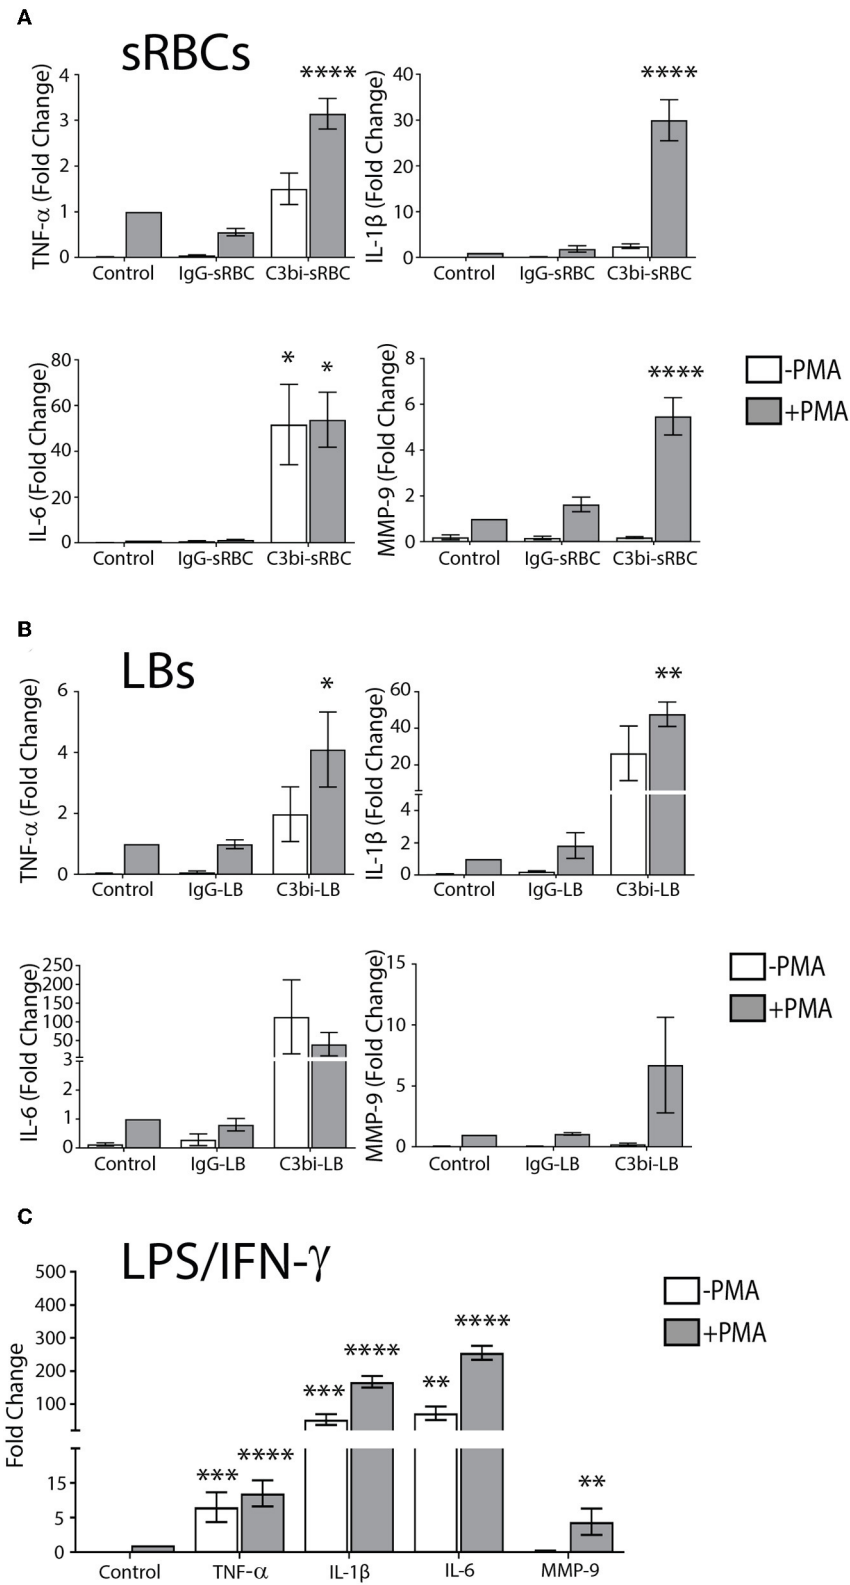 A
sRBCs
TNF-α (Fold Change)
4
3
2
1
0
****
Control IgG-sRBC C3bi-sRBC
IL-1β (Fold Change)
40
30
20
10
0
****
Control IgG-sRBC C3bi-sRBC
IL-6 (Fold Change)
80
60
40
20
0
* *
Control IgG-sRBC C3bi-sRBC
MMP-9 (Fold Change)
8
6
4
2
0
****
Control IgG-sRBC C3bi-sRBC
-PMA
+PMA
B
LBs
TNF-α (Fold Change)
6
4
2
0
*
Control IgG-LB C3bi-LB
IL-1β (Fold Change)
60
40
20
4
2
0
**
Control IgG-LB C3bi-LB
IL-6 (Fold Change)
250
200
150
100
50
3
2
1
0
Control IgG-LB C3bi-LB
MMP-9 (Fold Change)
15
10
5
0
Control IgG-LB C3bi-LB
-PMA
+PMA
C
LPS/IFN-γ
Fold Change
500
400
300
200
100
15
5
0
*** ****
*** ****
** ****
**
Control TNF-α IL-1β IL-6 MMP-9
-PMA
+PMA